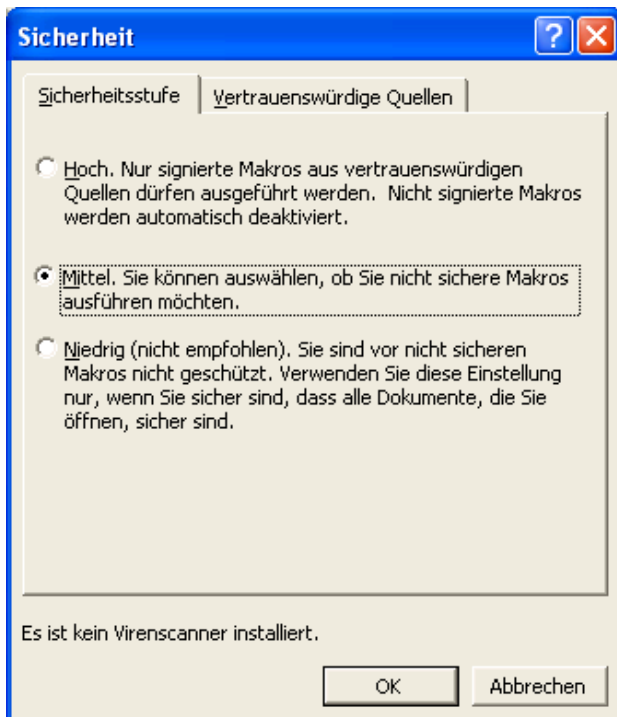 Sicherheit
Sicherheitsstufe
Vertrauenswürdige Quellen
Hoch. Nur signierte Makros aus vertrauenswürdigen
Quellen dürfen ausgeführt werden.  Nicht signierte Makros
werden automatisch deaktiviert.
Mittel. Sie können auswählen, ob Sie nicht sichere Makros
ausführen möchten.
Niedrig (nicht empfohlen). Sie sind vor nicht sicheren
Makros nicht geschützt. Verwenden Sie diese Einstellung
nur, wenn Sie sicher sind, dass alle Dokumente, die Sie
öffnen, sicher sind.
Es ist kein Virenscanner installiert.
OK
Abbrechen